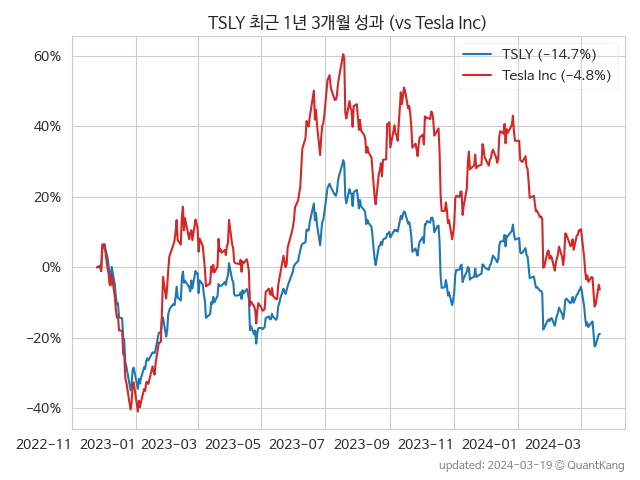 TSLY 최근 1년 3개월 성과 (vs Tesla Inc)
TSLY (−14.7%)
Tesla Inc (−4.8%)
60%
40%
20%
0%
−20%
−40%
2022−11 2023−01 2023−03 2023−05 2023−07 2023−09 2023−11 2024−01 2024−03
updated: 2024−03−19 ⓒ QuantKang